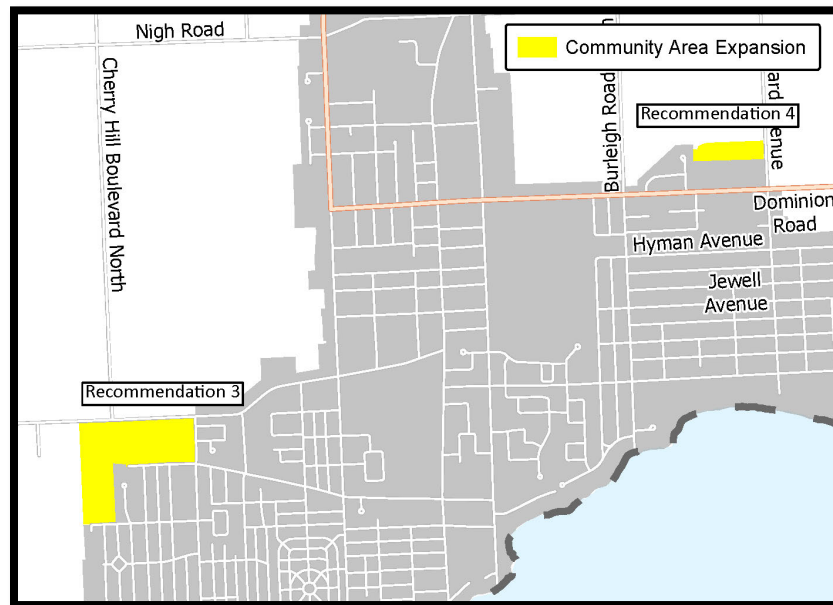 Nigh Road
Community Area Expansion
Cherry Hill Boulevard North
Burleigh Road
Recommendation 4
Dominion
Road
Hyman Avenue
Jewell
Avenue
Recommendation 3